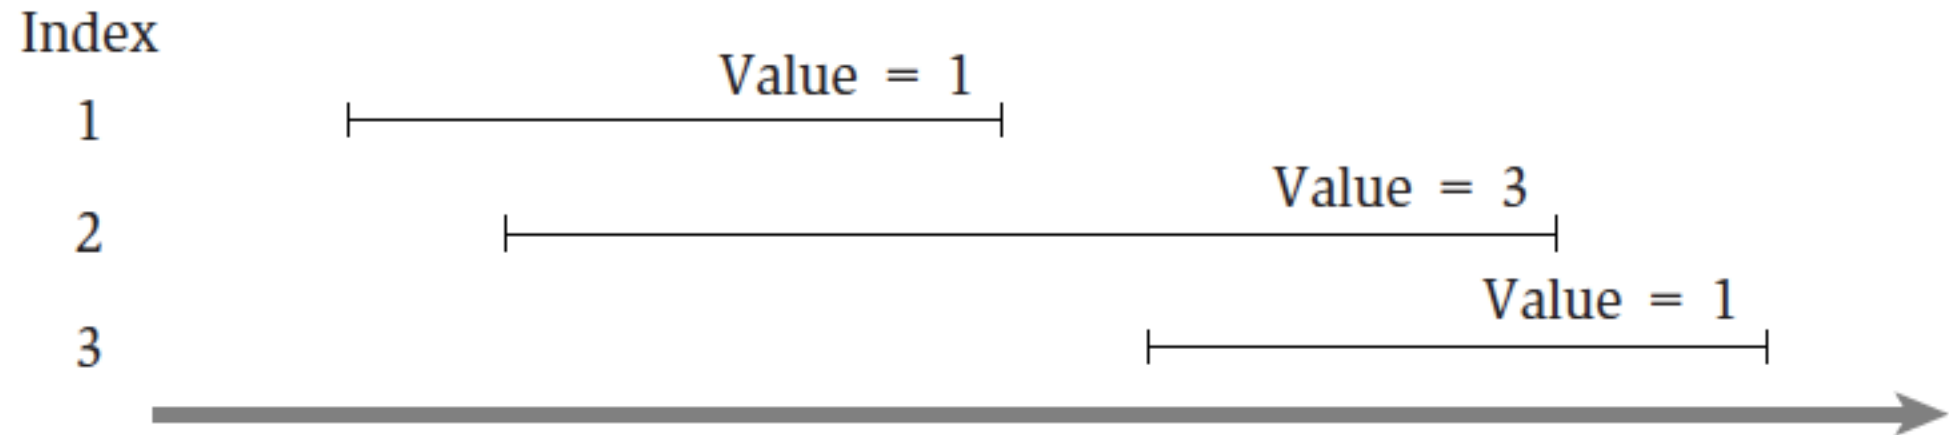 Index
Value = 1
1
Value = 3
2
Value = 1
3